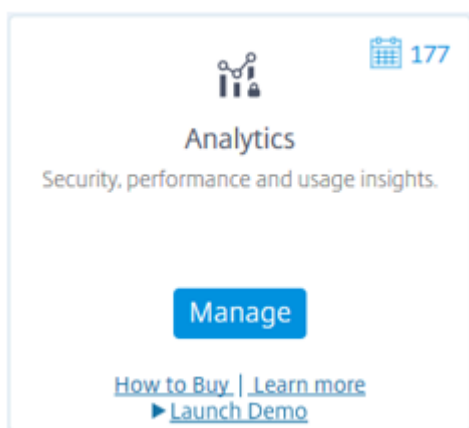 177
Analytics
Security, performance and usage insights.
Manage
How to Buy | Learn more
▶ Launch Demo